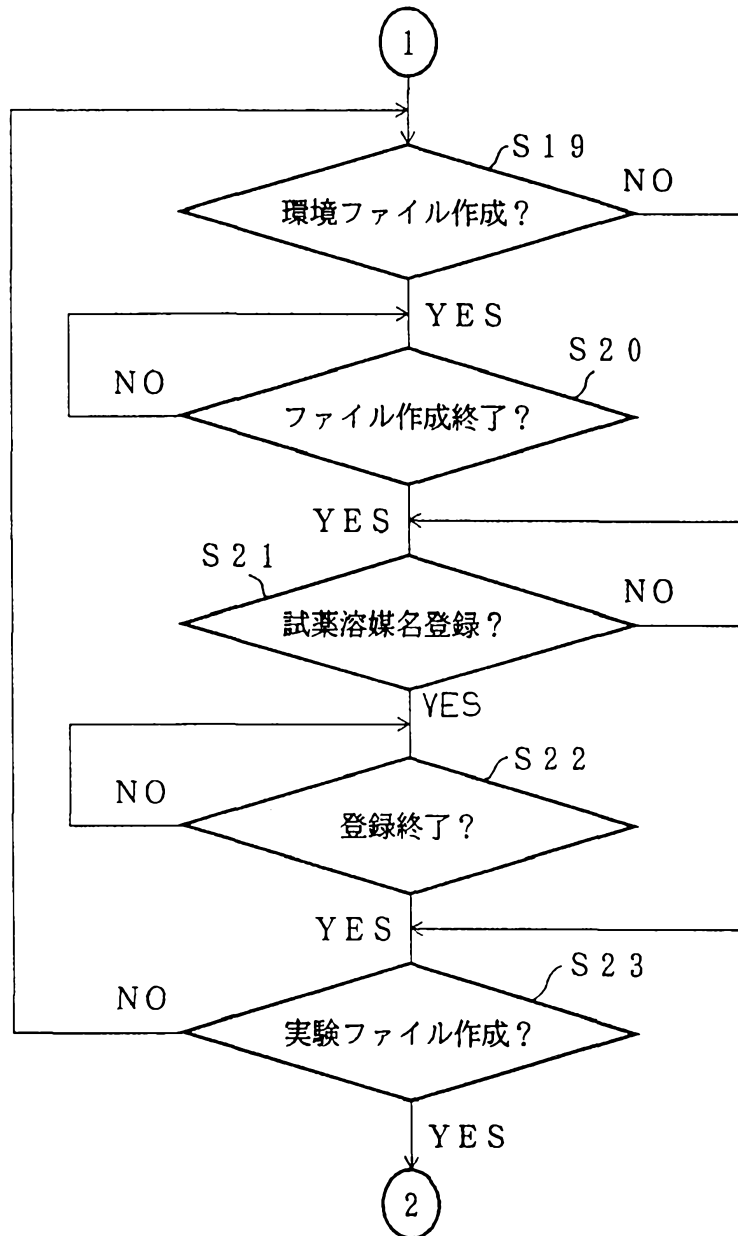 1
S19
環境ファイル作成?
NO
YES
S20
NO
ファイル作成終了?
YES
S21
試薬溶媒名登録?
NO
YES
S22
NO
登録終了?
YES
S23
NO
実験ファイル作成?
YES
2